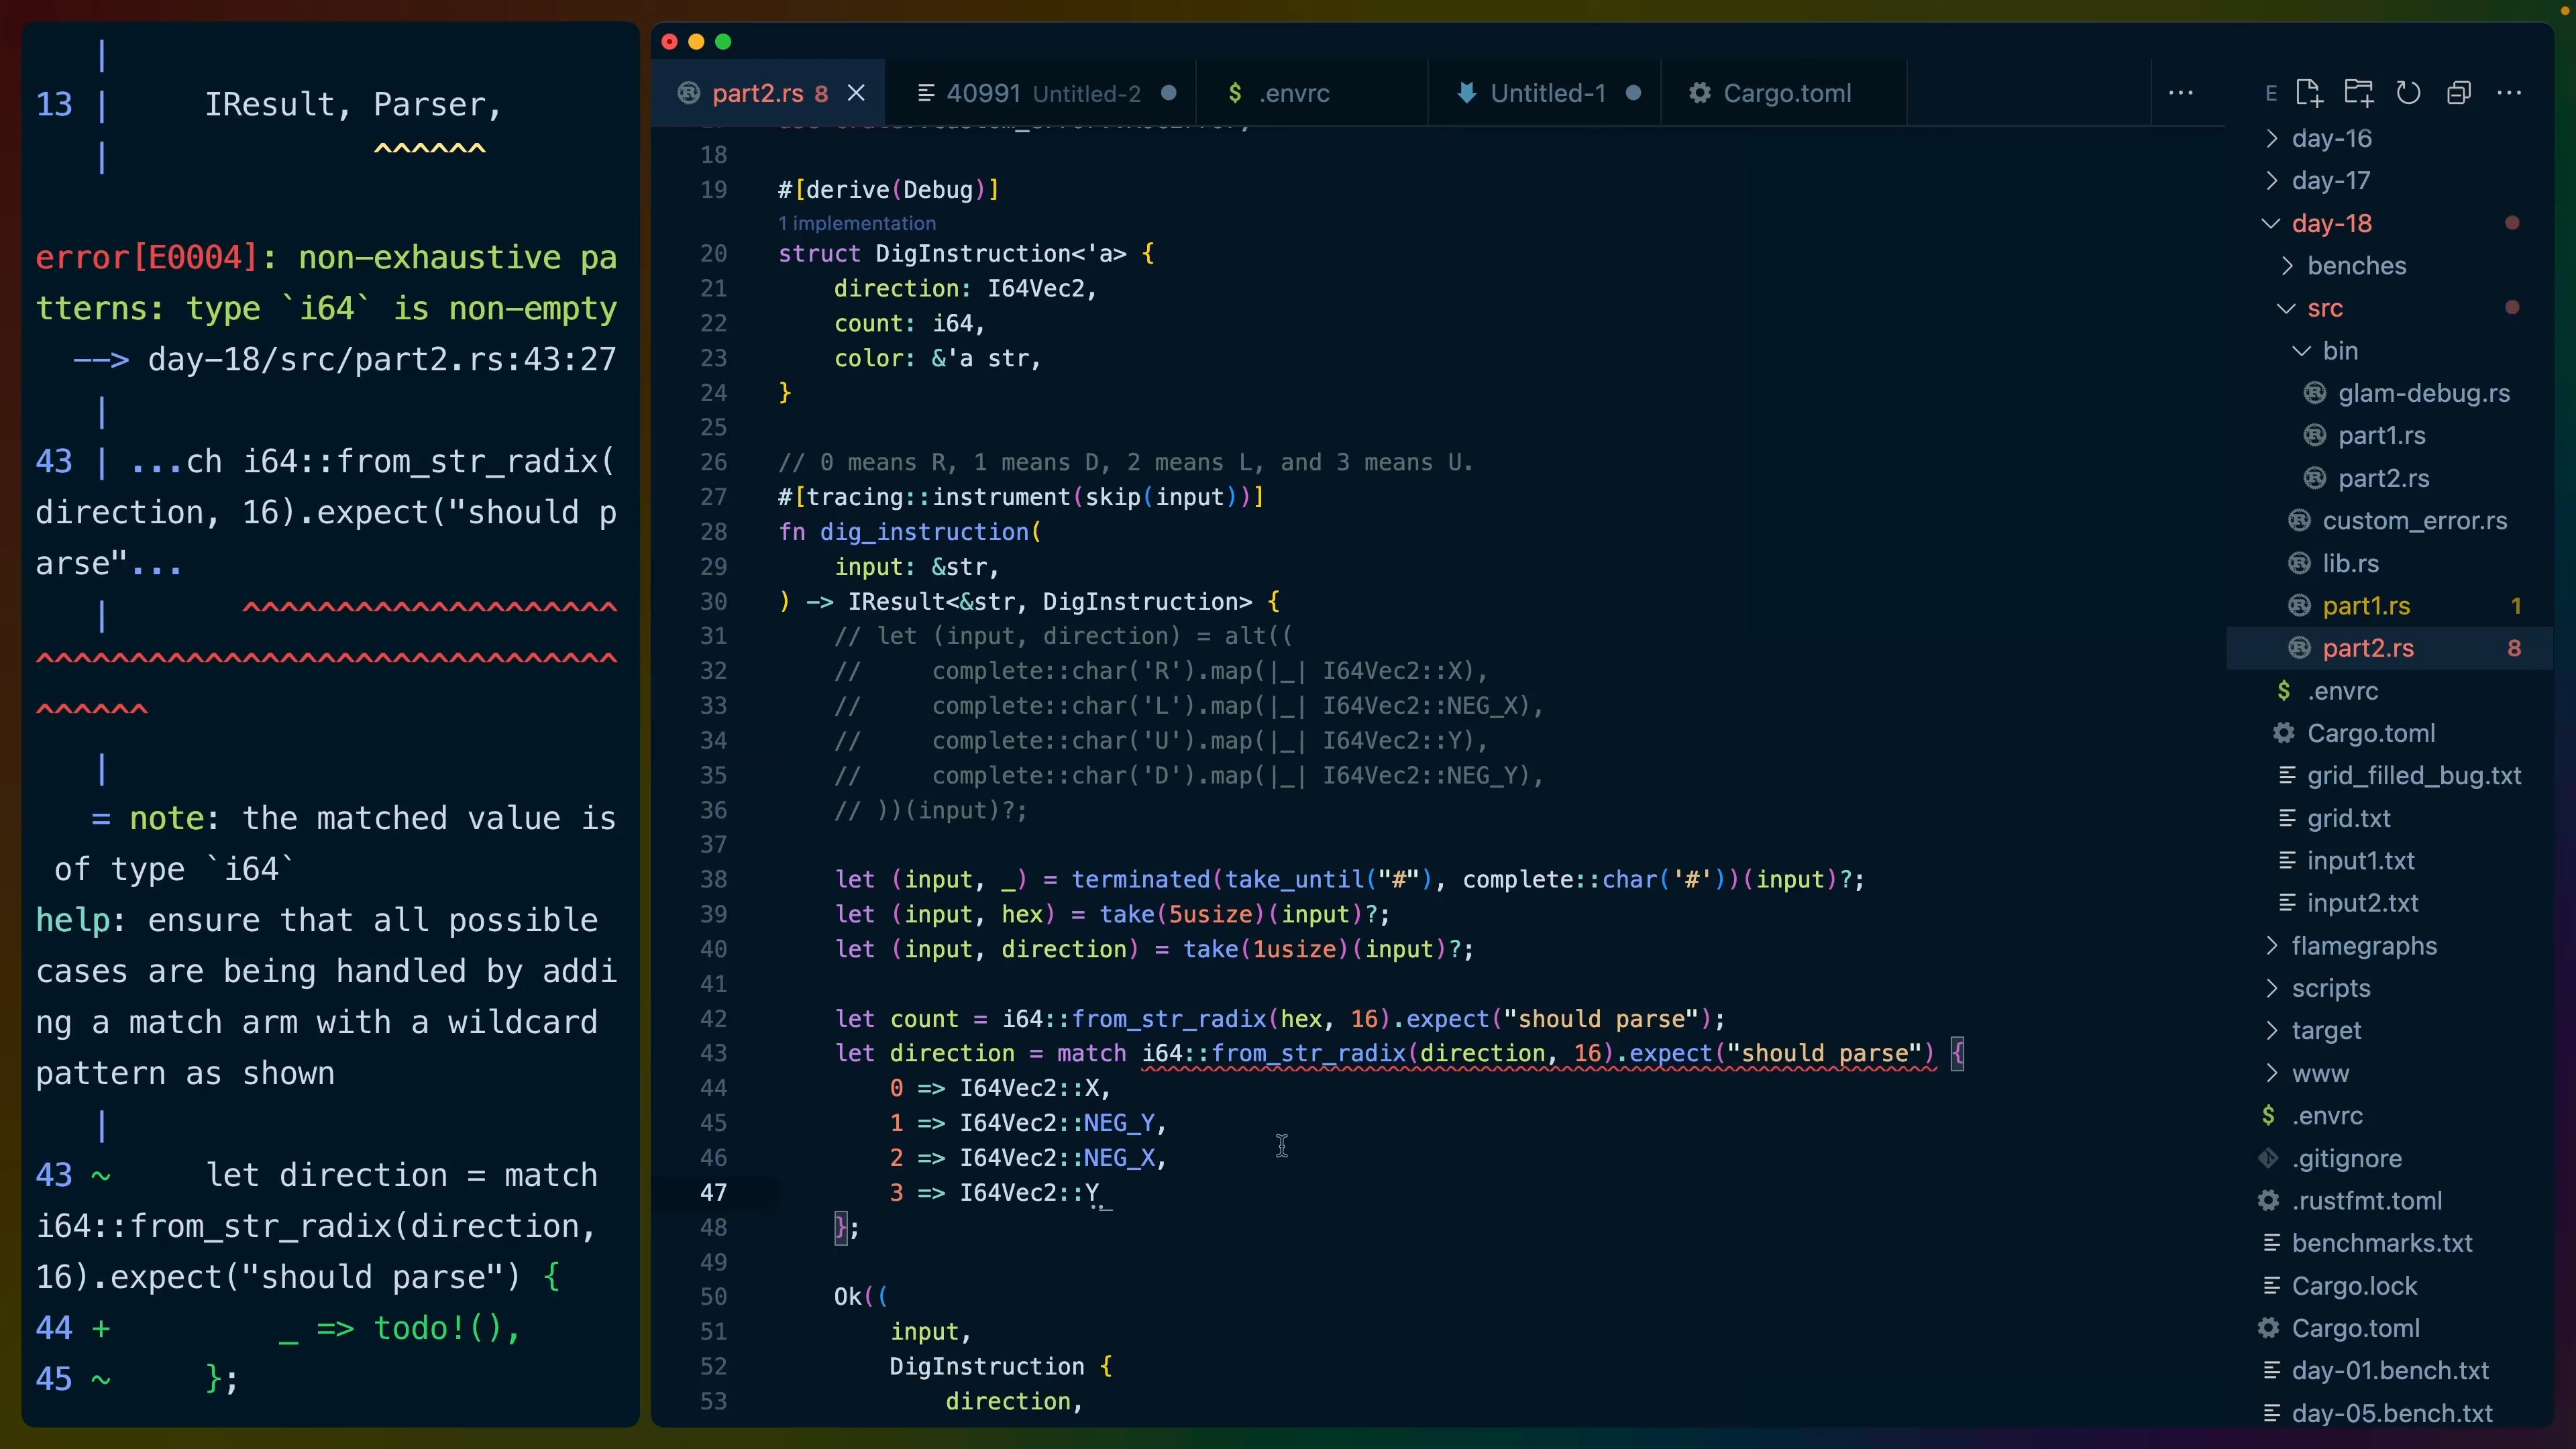 |
13 | IResult, Parser,
| ^^^^^^
error[E0004]: non-exhaustive pa
tterns: type `i64` is non-empty
--> day-18/src/part2.rs:43:27
|
43 | ...ch i64::from_str_radix(
direction, 16).expect("should p
arse"...
| ^^^^^^^^^^^^^^^^^^^^
^^^^^^^^^^^^^^^^^^^^^^^^^^^^^^^
^^^^^^
|
= note: the matched value is
of type `i64`
help: ensure that all possible
cases are being handled by addi
ng a match arm with a wildcard
pattern as shown
|
43 ~ let direction = match
i64::from_str_radix(direction,
16).expect("should parse") {
44 + _ => todo!(),
45 ~ };
part2.rs 8
40991 Untitled-2
$ .envrc
Untitled-1
Cargo.toml
18
19 #[derive(Debug)]
1 implementation
20 struct DigInstruction<'a> {
21 direction: I64Vec2,
22 count: i64,
23 color: &'a str,
24 }
25
26 // 0 means R, 1 means D, 2 means L, and 3 means U.
27 #[tracing::instrument(skip(input))]
28 fn dig_instruction(
29 input: &str,
30 ) -> IResult<&str, DigInstruction> {
31 // let (input, direction) = alt((
32 // complete::char('R').map(|_| I64Vec2::X),
33 // complete::char('L').map(|_| I64Vec2::NEG_X),
34 // complete::char('U').map(|_| I64Vec2::Y),
35 // complete::char('D').map(|_| I64Vec2::NEG_Y),
36 // ))(input)?;
37
38 let (input, _) = terminated(take_until("#"), complete::char('#'))(input)?;
39 let (input, hex) = take(5usize)(input)?;
40 let (input, direction) = take(1usize)(input)?;
41
42 let count = i64::from_str_radix(hex, 16).expect("should parse");
43 let direction = match i64::from_str_radix(direction, 16).expect("should parse") {
44 0 => I64Vec2::X,
45 1 => I64Vec2::NEG_Y,
46 2 => I64Vec2::NEG_X,
47 3 => I64Vec2::Y
48 };
49
50 Ok((
51 input,
52 DigInstruction {
53 direction,
E
day-16
day-17
day-18
benches
src
bin
glam-debug.rs
part1.rs
part2.rs
custom_error.rs
lib.rs
part1.rs 1
part2.rs 8
$ .envrc
Cargo.toml
grid_filled_bug.txt
grid.txt
input1.txt
input2.txt
flamegraphs
scripts
target
www
$ .envrc
.gitignore
.rustfmt.toml
benchmarks.txt
Cargo.lock
Cargo.toml
day-01.bench.txt
day-05.bench.txt